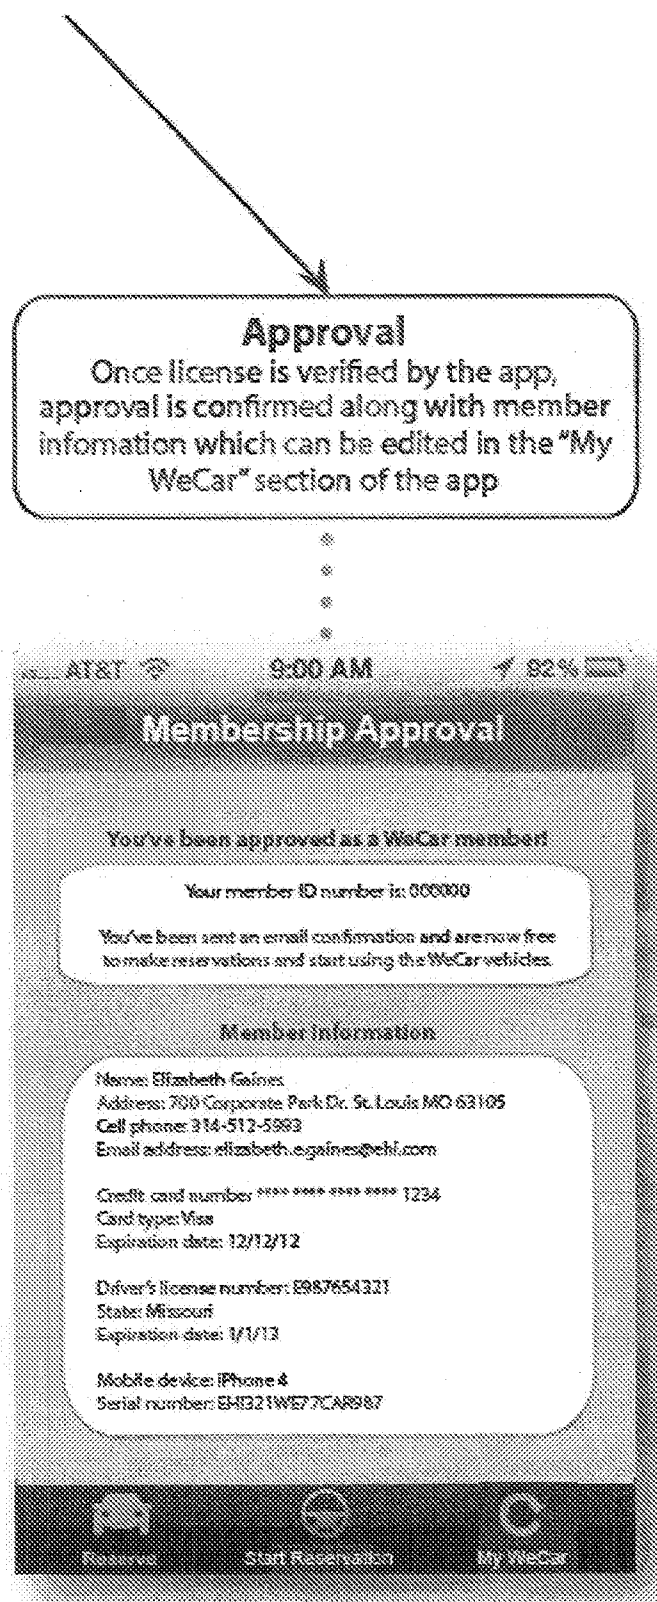 Approval
Once license is verified by the app,
approval is confirmed along with member
infomation which can be edited in the "My
WeCar" section of the app
AT&T 9:00 AM 92%
Membership Approval
You've been approved as a WeCar member!
Your member ID number is: 000000
You've been sent an email confirmation and are now free
to make reservations and start using the WeCar vehicles.
Member Information
Name: Elizabeth Gaines
Address: 700 Corporate Park Dr. St. Louis MO 63105
Cell phone: 314-512-5993
Email address: elizabeth.e.gaines@ehi.com
Credit card number **** **** **** **** 1234
Card type: Visa
Expiration date: 12/12/12
Driver's license number: E987654321
State: Missouri
Expiration date: 1/1/13
Mobile device: iPhone 4
Serial number: EHI321WE77CAR987
Reserve Start Reservation My WeCar